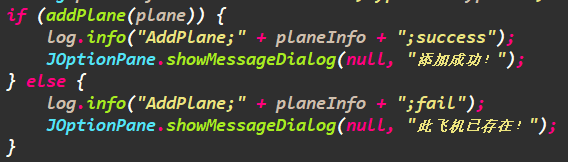 if (addPlane(plane)) {
log.info("AddPlane;" + planeInfo + ";success");
JOptionPane.showMessageDialog(null, "添加成功!");
} else {
log.info("AddPlane;" + planeInfo + ";fail");
JOptionPane.showMessageDialog(null, "此飞机已存在!");
}